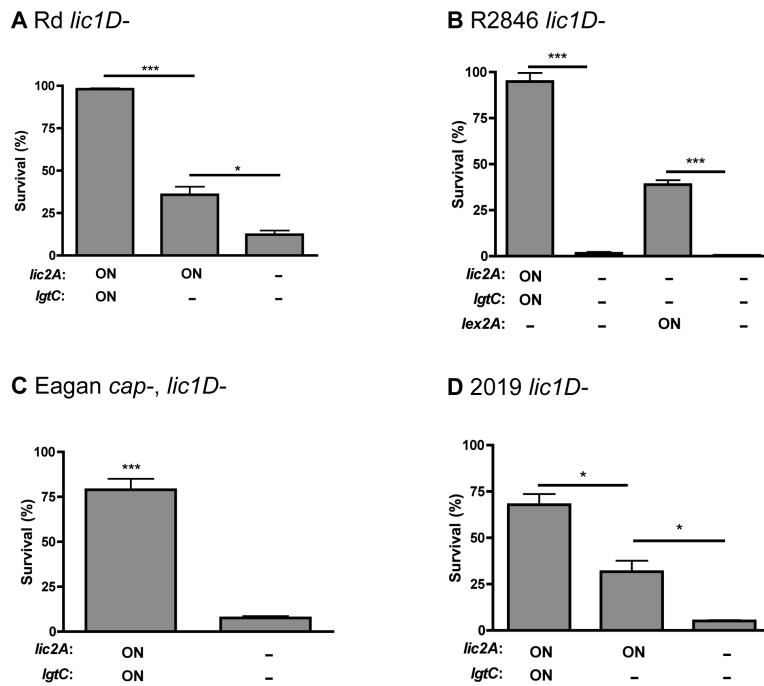 A Rd lic1D-
***
*
Survival (%)
100
75
50
25
0
lic2A: ON ON –
lgtC: ON – –
B R2846 lic1D-
***
***
Survival (%)
100
75
50
25
0
lic2A: ON – – –
lgtC: ON – – –
lex2A: – – ON –
C Eagan cap-, lic1D-
***
Survival (%)
100
75
50
25
0
lic2A: ON –
lgtC: ON –
D 2019 lic1D-
*
*
Survival (%)
100
75
50
25
0
lic2A: ON ON –
lgtC: ON – –